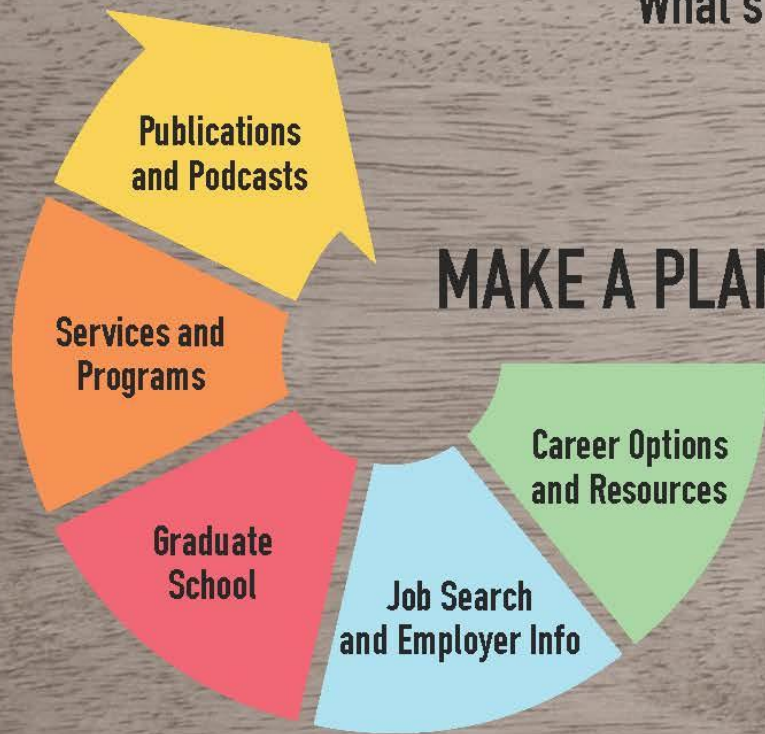 What s
Publications
and Podcasts
MAKE A PLAN
Services and
Programs
Career Options
and Resources
Graduate
School
Job Search
and Employer Info